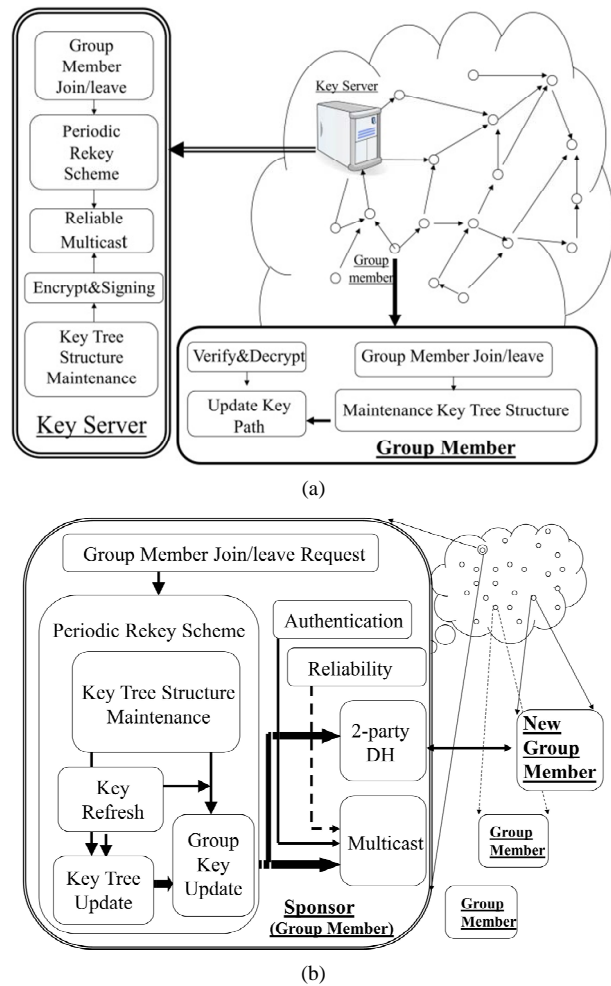 Group
Member
Join/leave
Periodic
Rekey
Scheme
Reliable
Multicast
Encrypt&Signing
Key Tree
Structure
Maintenance
Key Server
Key Server
Group
member
Verify&Decrypt
Update Key
Path
Group Member Join/leave
Maintenance Key Tree Structure
Group Member
(a)
Group Member Join/leave Request
Periodic Rekey Scheme
Key Tree Structure
Maintenance
Key
Refresh
Key Tree
Update
Group
Key
Update
Authentication
Reliability
2-party
DH
Multicast
Sponsor
(Group Member)
New
Group
Member
Group
Member
Group
Member
(b)